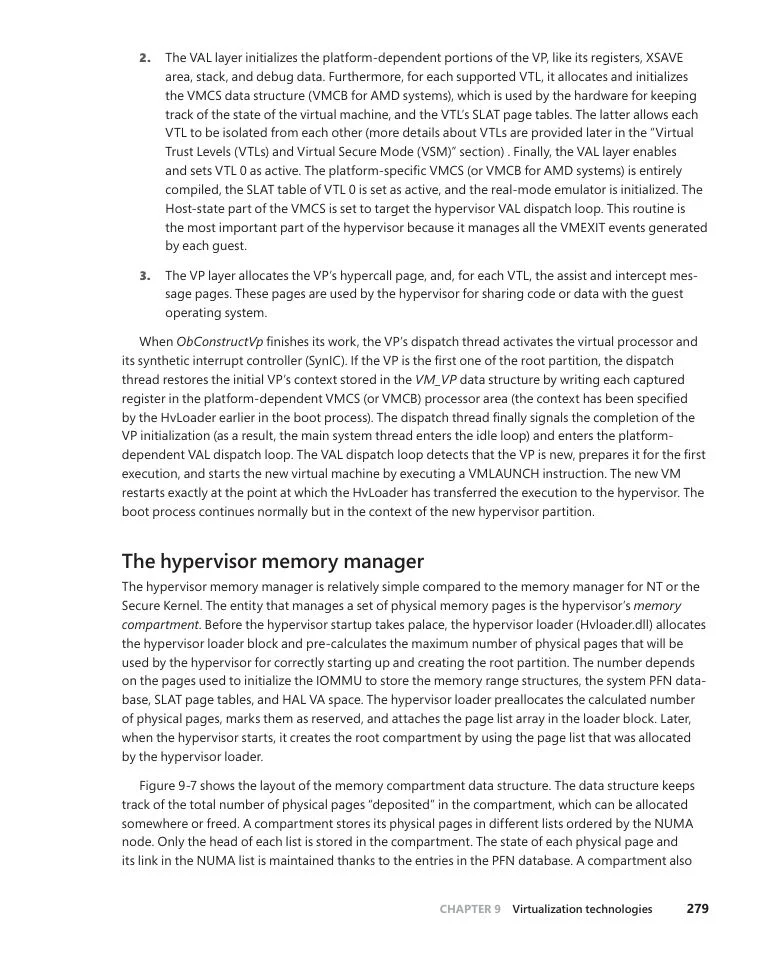 2. The VAL layer initializes the platform-dependent portions of the VP, like its registers, XSAVE
area, stack, and debug data. Furthermore, for each supported VTL, it allocates and initializes
the VMCS data structure (VMCB for AMD systems), which is used by the hardware for keeping
track of the state of the virtual machine, and the VTL’s SLAT page tables. The latter allows each
VTL to be isolated from each other (more details about VTLs are provided later in the “Virtual
Trust Levels (VTLs) and Virtual Secure Mode (VSM)” section) . Finally, the VAL layer enables
and sets VTL 0 as active. The platform-specific VMCS (or VMCB for AMD systems) is entirely
compiled, the SLAT table of VTL 0 is set as active, and the real-mode emulator is initialized. The
Host-state part of the VMCS is set to target the hypervisor VAL dispatch loop. This routine is
the most important part of the hypervisor because it manages all the VMEXIT events generated
by each guest.
3. The VP layer allocates the VP’s hypercall page, and, for each VTL, the assist and intercept mes-
sage pages. These pages are used by the hypervisor for sharing code or data with the guest
operating system.
When ObConstructVp finishes its work, the VP’s dispatch thread activates the virtual processor and
its synthetic interrupt controller (SynIC). If the VP is the first one of the root partition, the dispatch
thread restores the initial VP’s context stored in the VM_VP data structure by writing each captured
register in the platform-dependent VMCS (or VMCB) processor area (the context has been specified
by the HvLoader earlier in the boot process). The dispatch thread finally signals the completion of the
VP initialization (as a result, the main system thread enters the idle loop) and enters the platform-
dependent VAL dispatch loop. The VAL dispatch loop detects that the VP is new, prepares it for the first
execution, and starts the new virtual machine by executing a VMLAUNCH instruction. The new VM
restarts exactly at the point at which the HvLoader has transferred the execution to the hypervisor. The
boot process continues normally but in the context of the new hypervisor partition.
The hypervisor memory manager
The hypervisor memory manager is relatively simple compared to the memory manager for NT or the
Secure Kernel. The entity that manages a set of physical memory pages is the hypervisor’s memory
compartment. Before the hypervisor startup takes palace, the hypervisor loader (Hvloader.dll) allocates
the hypervisor loader block and pre-calculates the maximum number of physical pages that will be
used by the hypervisor for correctly starting up and creating the root partition. The number depends
on the pages used to initialize the IOMMU to store the memory range structures, the system PFN data-
base, SLAT page tables, and HAL VA space. The hypervisor loader preallocates the calculated number
of physical pages, marks them as reserved, and attaches the page list array in the loader block. Later,
when the hypervisor starts, it creates the root compartment by using the page list that was allocated
by the hypervisor loader.
Figure 9-7 shows the layout of the memory compartment data structure. The data structure keeps
track of the total number of physical pages “deposited” in the compartment, which can be allocated
somewhere or freed. A compartment stores its physical pages in different lists ordered by the NUMA
node. Only the head of each list is stored in the compartment. The state of each physical page and
its link in the NUMA list is maintained thanks to the entries in the PFN database. A compartment also
CHAPTER 9 Virtualization technologies 279